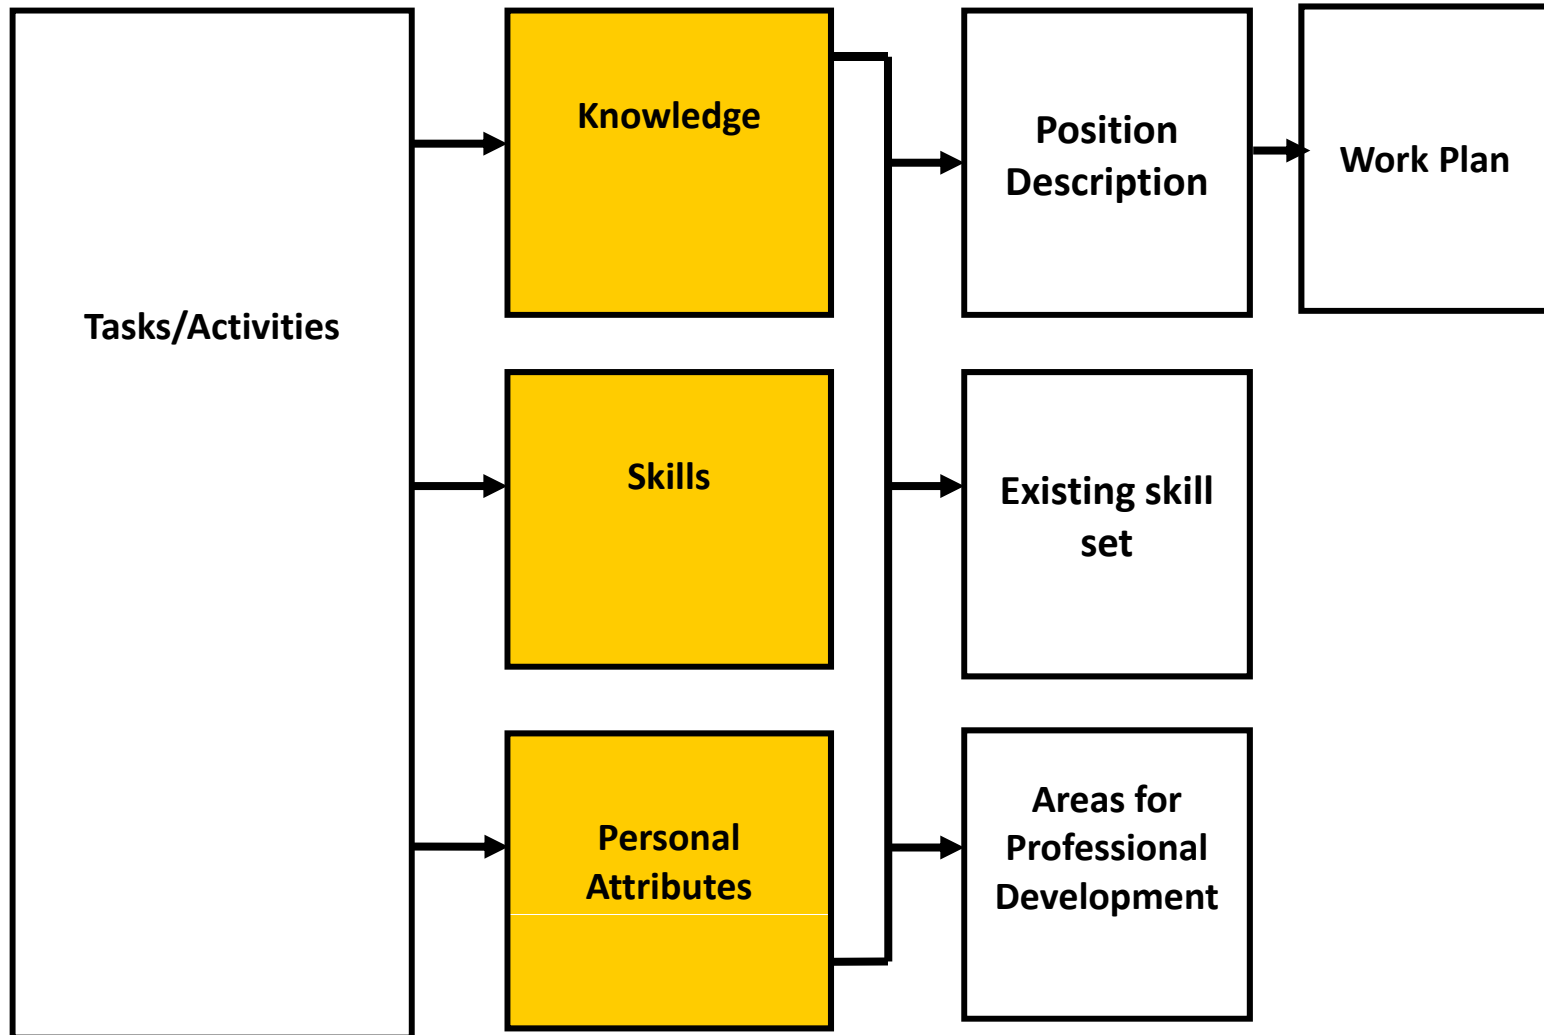 Tasks/Activities
Knowledge
Skills
Personal
Attributes
Position
Description
Existing skill
set
Areas for
Professional
Development
Work Plan